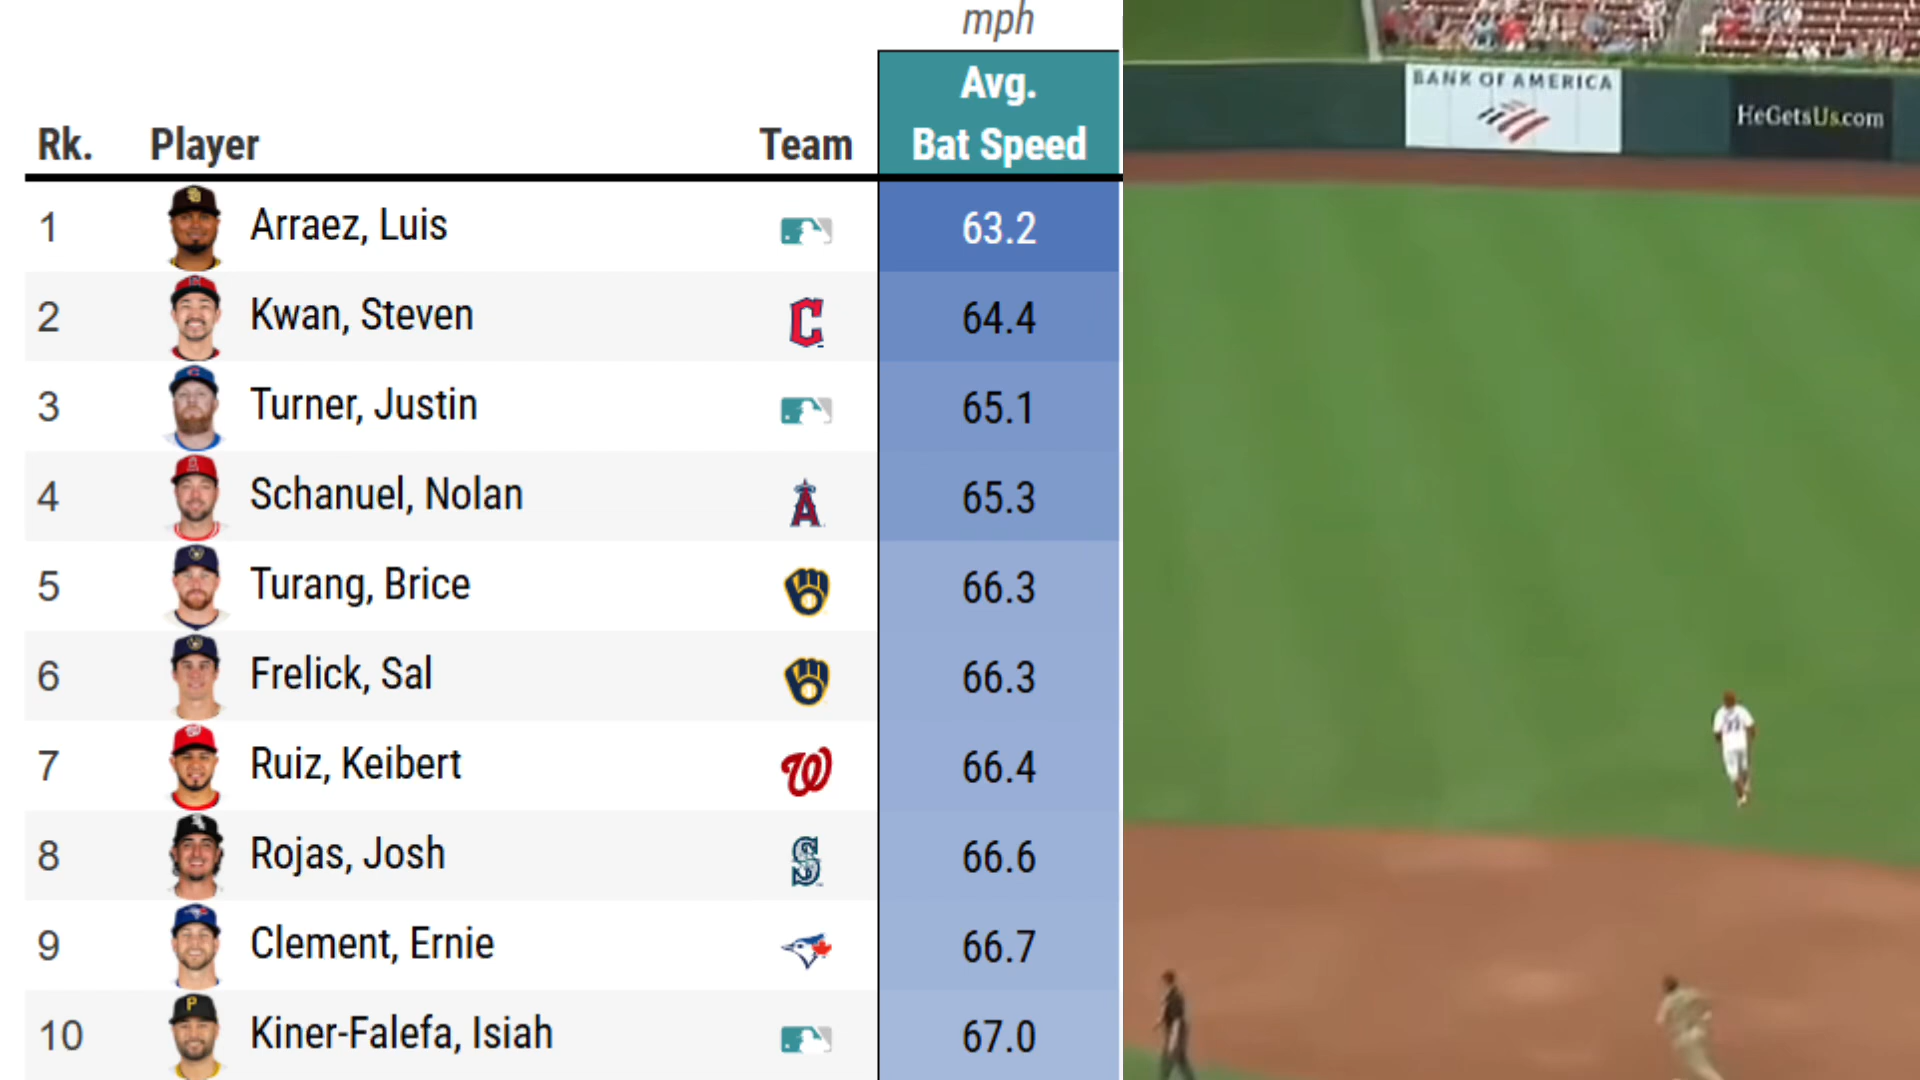 mph
Rk. Player Team Avg. Bat Speed
1 Arraez, Luis 63.2
2 Kwan, Steven 64.4
3 Turner, Justin 65.1
4 Schanuel, Nolan 65.3
5 Turang, Brice 66.3
6 Frelick, Sal 66.3
7 Ruiz, Keibert 66.4
8 Rojas, Josh 66.6
9 Clement, Ernie 66.7
10 Kiner-Falefa, Isiah 67.0
BANK OF AMERICA
HeGetsUs.com